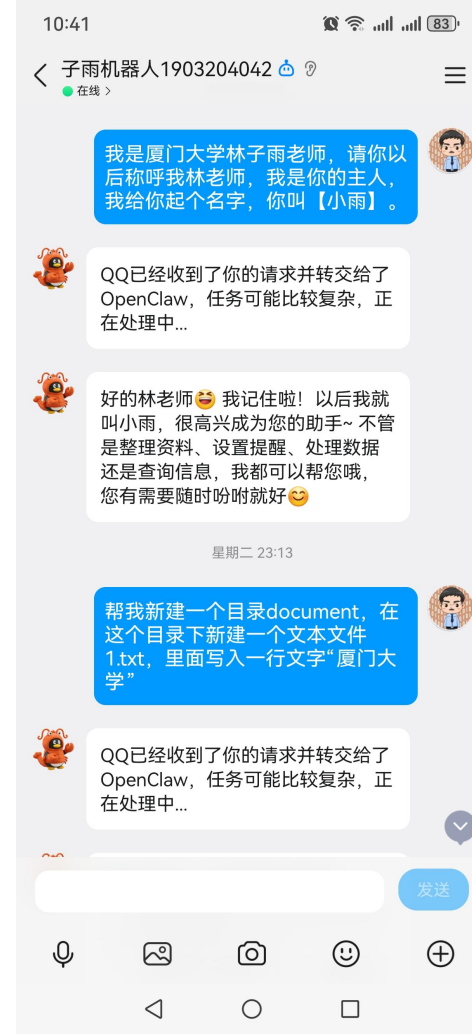 10:41
83
子雨机器人1903204042
在线 >
我是厦门大学林子雨老师，请你以
后称呼我林老师，我是你的主人，
我给你起个名字，你叫【小雨】。
QQ已经收到了你的请求并转交给了
OpenClaw，任务可能比较复杂，正
在处理中...
好的林老师😆 我记住啦！以后我就
叫小雨，很高兴成为您的助手~ 不管
是整理资料、设置提醒、处理数据
还是查询信息，我都可以帮您哦，
您有需要随时吩咐就好😊
星期二 23:13
帮我新建一个目录document，在
这个目录下新建一个文本文件
1.txt，里面写入一行文字“厦门大
学”
QQ已经收到了你的请求并转交给了
OpenClaw，任务可能比较复杂，正
在处理中...
发送